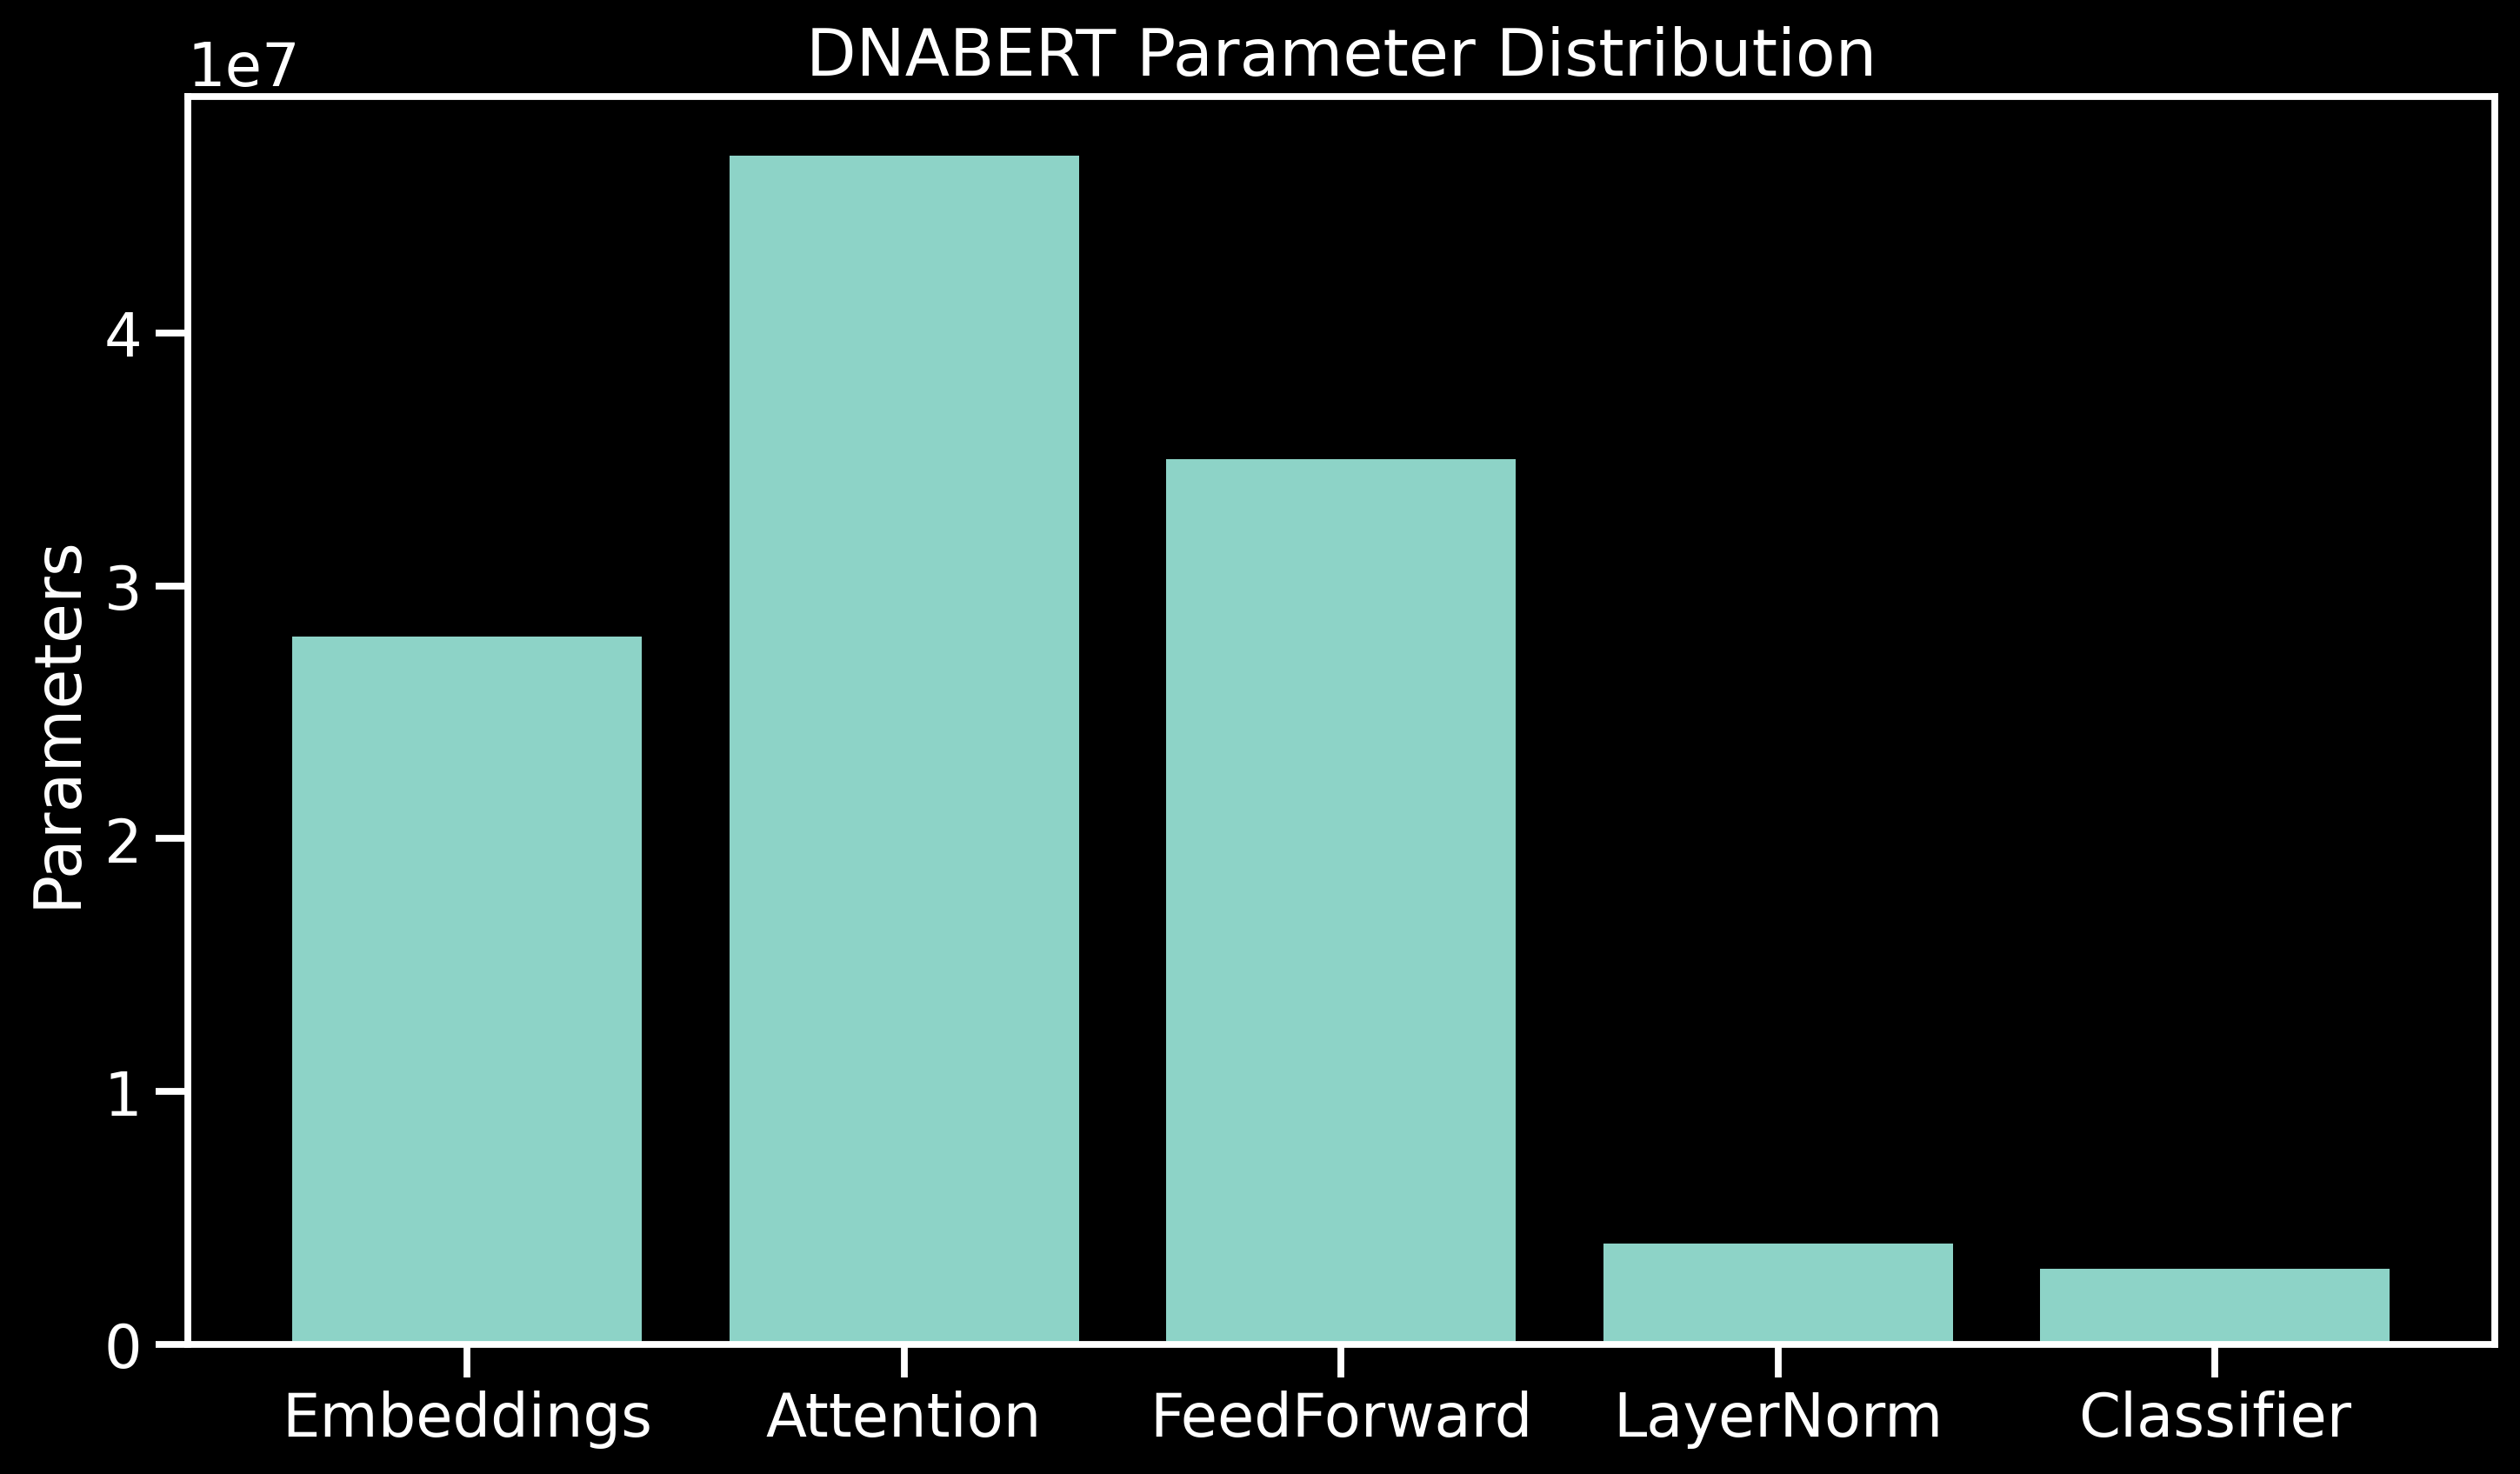 DNABERT Parameter Distribution
1e7
Parameters
4
3
2
1
0
Embeddings Attention FeedForward LayerNorm Classifier